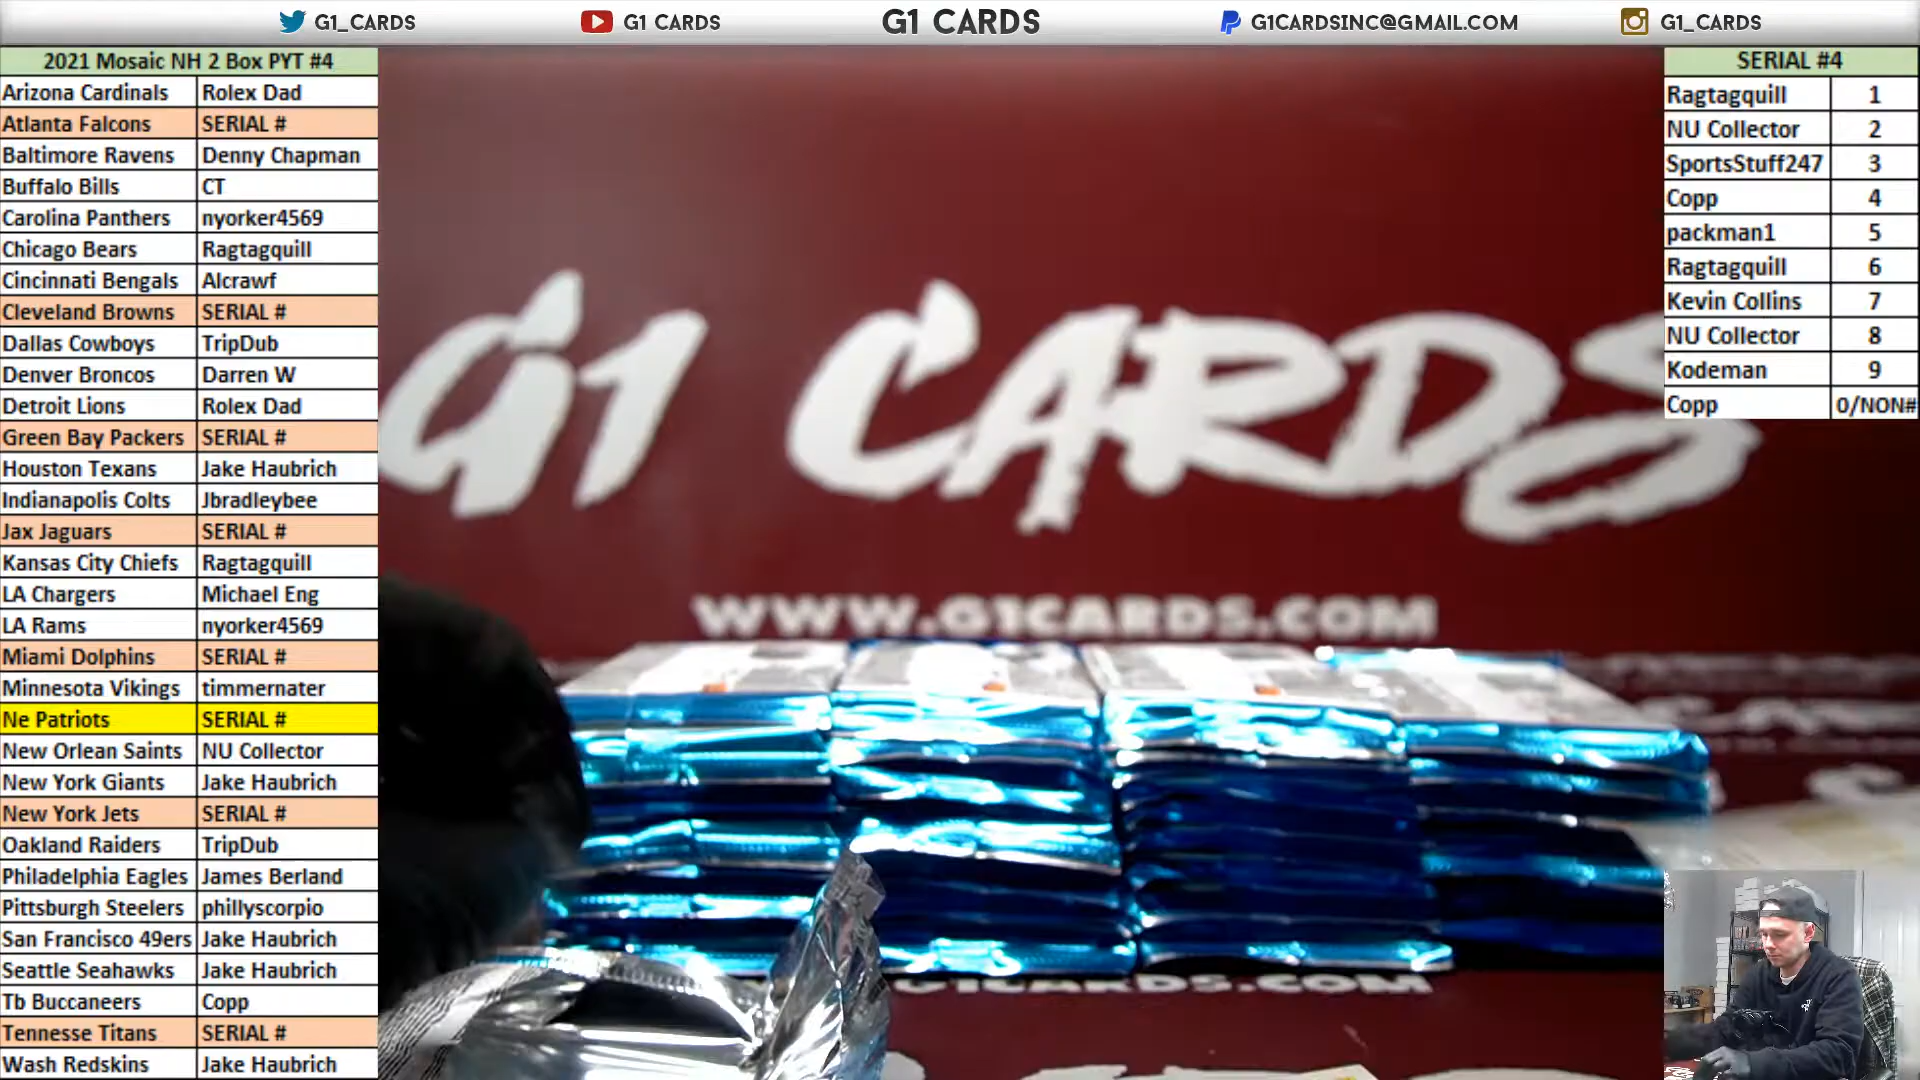 G1_CARDS
G1 CARDS
G1 CARDS
G1CARDSINC@GMAIL.COM
G1_CARDS
2021 Mosaic NH 2 Box PYT #4
Arizona Cardinals Rolex Dad
Atlanta Falcons SERIAL #
Baltimore Ravens Denny Chapman
Buffalo Bills CT
Carolina Panthers nyorker4569
Chicago Bears Ragtagquill
Cincinnati Bengals Alcrawf
Cleveland Browns SERIAL #
Dallas Cowboys TripDub
Denver Broncos Darren W
Detroit Lions Rolex Dad
Green Bay Packers SERIAL #
Houston Texans Jake Haubrich
Indianapolis Colts Jbradleybee
Jax Jaguars SERIAL #
Kansas City Chiefs Ragtagquill
LA Chargers Michael Eng
LA Rams nyorker4569
Miami Dolphins SERIAL #
Minnesota Vikings timmernater
Ne Patriots SERIAL #
New Orlean Saints NU Collector
New York Giants Jake Haubrich
New York Jets SERIAL #
Oakland Raiders TripDub
Philadelphia Eagles James Berland
Pittsburgh Steelers phillyscorpio
San Francisco 49ers Jake Haubrich
Seattle Seahawks Jake Haubrich
Tb Buccaneers Copp
Tennesse Titans SERIAL #
Wash Redskins Jake Haubrich
G1 CARDS
WWW.G1CARDS.COM
G1CARDS.COM
SERIAL #4
Ragtagquill 1
NU Collector 2
SportsStuff247 3
Copp 4
packman1 5
Ragtagquill 6
Kevin Collins 7
NU Collector 8
Kodeman 9
Copp 0/NON#